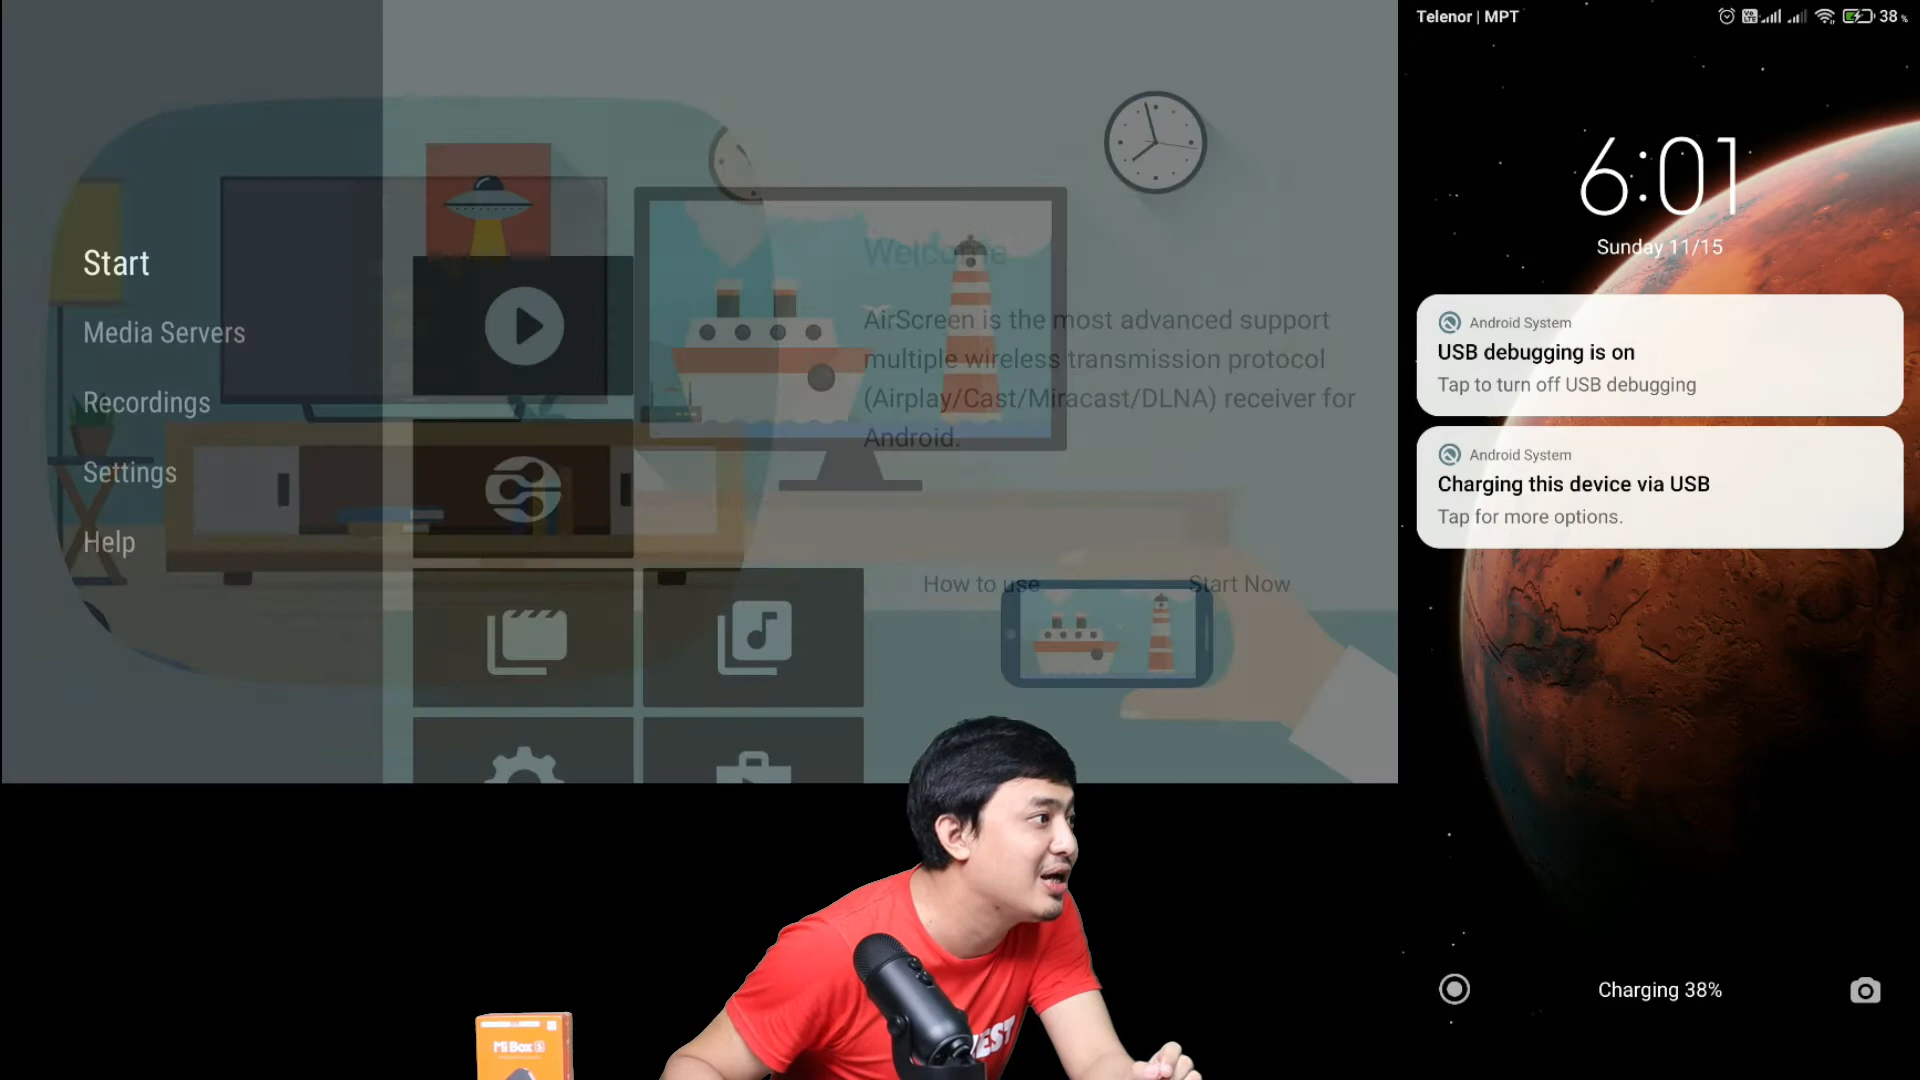 Start
Media Servers
Recordings
Settings
Help
Welcome
AirScreen is the most advanced support
multiple wireless transmission protocol
(Airplay/Cast/Miracast/DLNA) receiver for
Android.
How to use
Start Now
Telenor | MPT
38 %
6:01
Sunday 11/15
Android System
USB debugging is on
Tap to turn off USB debugging
Android System
Charging this device via USB
Tap for more options.
Charging 38%
Mi Box S